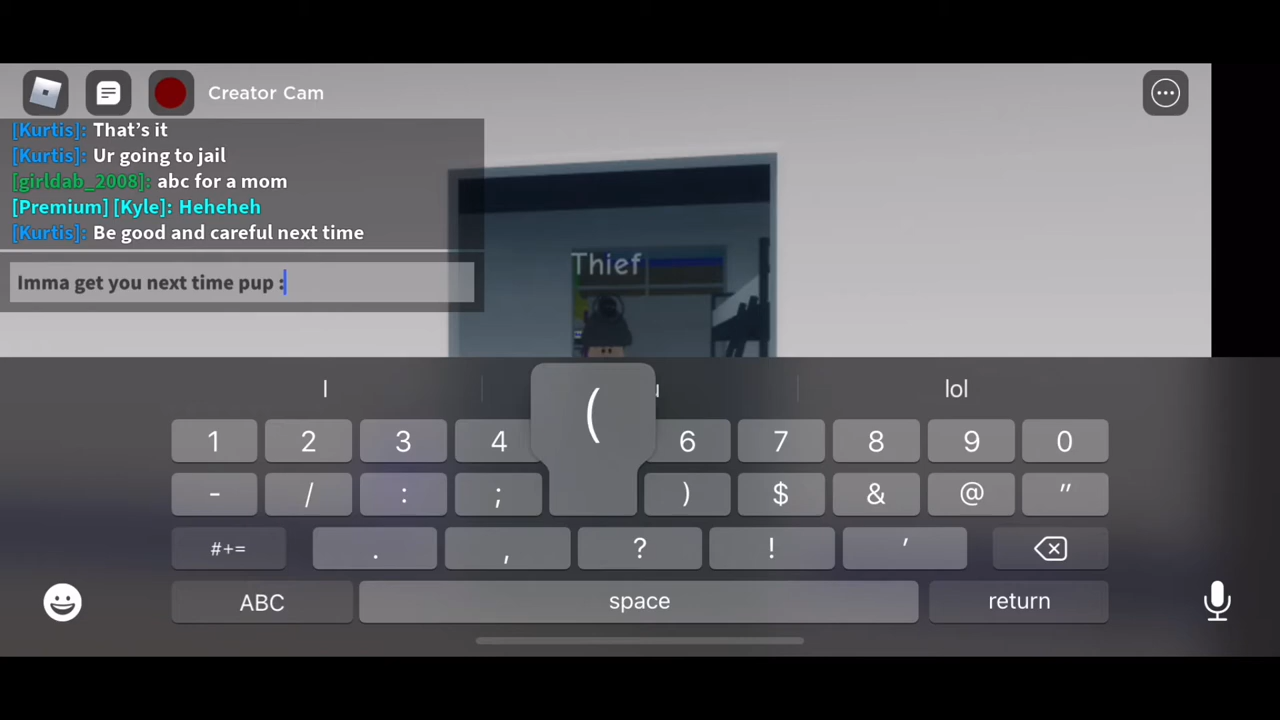 Creator Cam
[Kurtis]: That’s it
[Kurtis]: Ur going to jail
[girldab_2008]: abc for a mom
[Premium] [Kyle]: Heheheh
[Kurtis]: Be good and careful next time
Imma get you next time pup :
Thief
I lol
(
1 2 3 4 6 7 8 9 0
- / : ; ) $ & @ "
#+= . , ? ! '
ABC space return